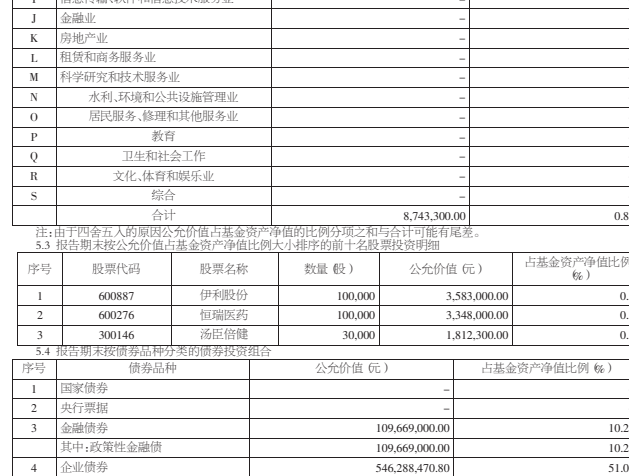 J 金融业 –
K 房地产业 –
L 租赁和商务服务业 –
M 科学研究和技术服务业 –
N 水利、环境和公共设施管理业 –
O 居民服务、修理和其他服务业 –
P 教育 –
Q 卫生和社会工作 –
R 文化、体育和娱乐业 –
S 综合 –
合计 8,743,300.00 0.8
注:由于四舍五入的原因公允价值占基金资产净值的比例分项之和与合计可能有尾差。
5.3 报告期末按公允价值占基金资产净值比例大小排序的前十名股票投资明细
序号 股票代码 股票名称 数量(股) 公允价值(元) 占基金资产净值比例
(%)
1 600887 伊利股份 100,000 3,583,000.00 0.
2 600276 恒瑞医药 100,000 3,348,000.00 0.
3 300146 汤臣倍健 30,000 1,812,300.00 0.
5.4 报告期末按债券品种分类的债券投资组合
序号 债券品种 公允价值(元) 占基金资产净值比例(%)
1 国家债券 –
2 央行票据 –
3 金融债券 109,669,000.00 10.2
其中:政策性金融债 109,669,000.00 10.2
4 企业债券 546,288,470.80 51.0